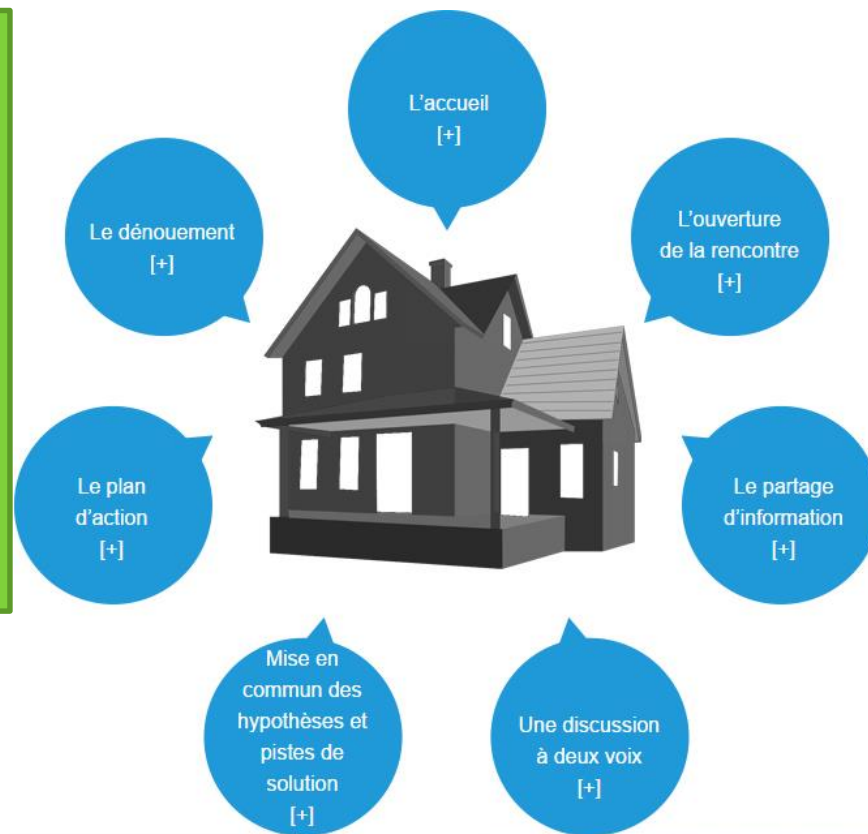 L'accueil
[+]
L'ouverture
de la rencontre
[+]
Le partage
d'information
[+]
Une discussion
à deux voix
[+]
Mise en
commun des
hypothèses et
pistes de
solution
[+]
Le plan
d'action
[+]
Le dénouement
[+]